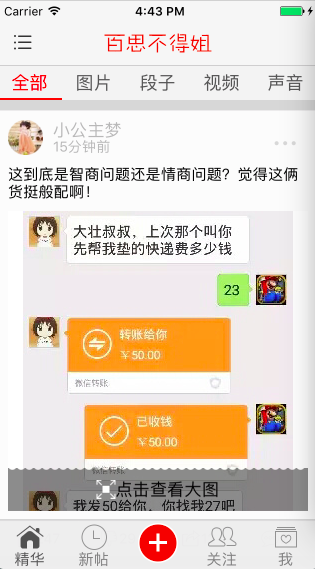 Carrier 4:43 PM
百思不得姐
全部 图片 段子 视频 声音
小公主梦
15分钟前
这到底是智商问题还是情商问题？觉得这俩
货挺般配啊！
大壮叔叔，上次那个叫你
先帮我垫的快递费多少钱
23
转账给你
￥50.00
微信转账
已收钱
￥50.00
微信转账
点击查看大图
我发50给你，你找我27吧
精华 新帖 关注 我